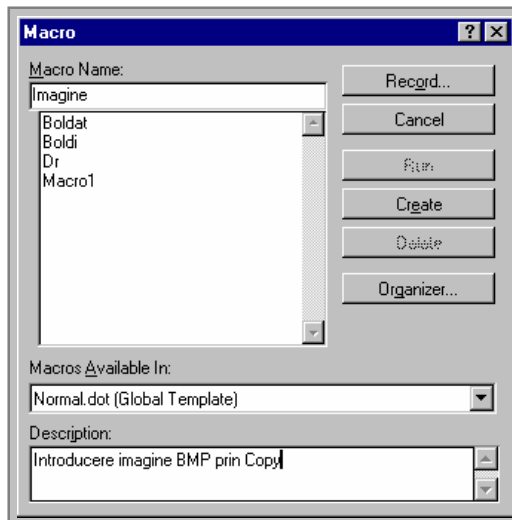 Macro
Macro Name:
Record...
Imagine
Boldat
Cancel
Boldi
Dr
Run
Macro1
Create
Delete
Organizer...
Macros Available In:
Normal.dot (Global Template)
Description:
Introducere imagine BMP prin Copy